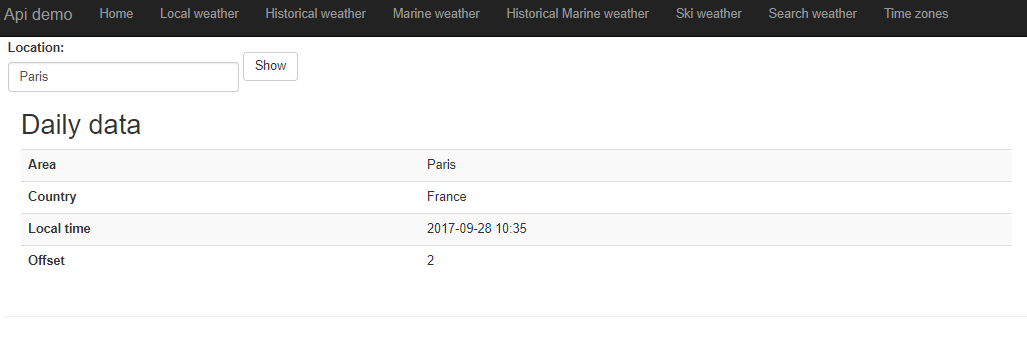 Api demo Home Local weather Historical weather Marine weather Historical Marine weather Ski weather Search weather Time zones
Location:
Paris Show
Daily data
Area Paris
Country France
Local time 2017-09-28 10:35
Offset 2